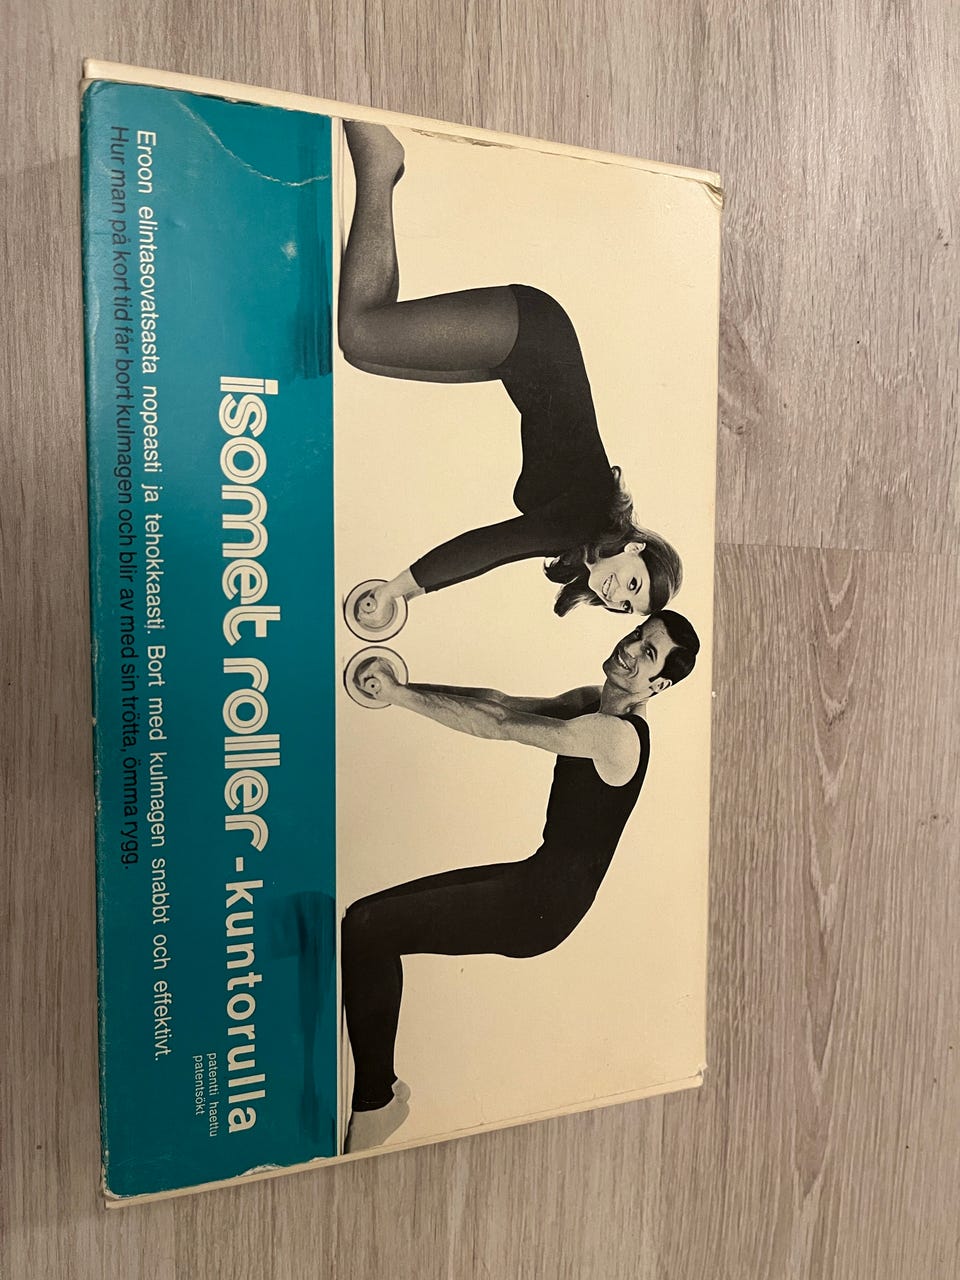 isomet roller - kuntorulla
patentti haettu
patentsökt
Eroon elintasovatsasta nopeasti ja tehokkaasti. Bort med kulmagen snabbt och effektivt.
Hur man på kort tid får bort kulmagen och blir av med sin trötta, ömma rygg.